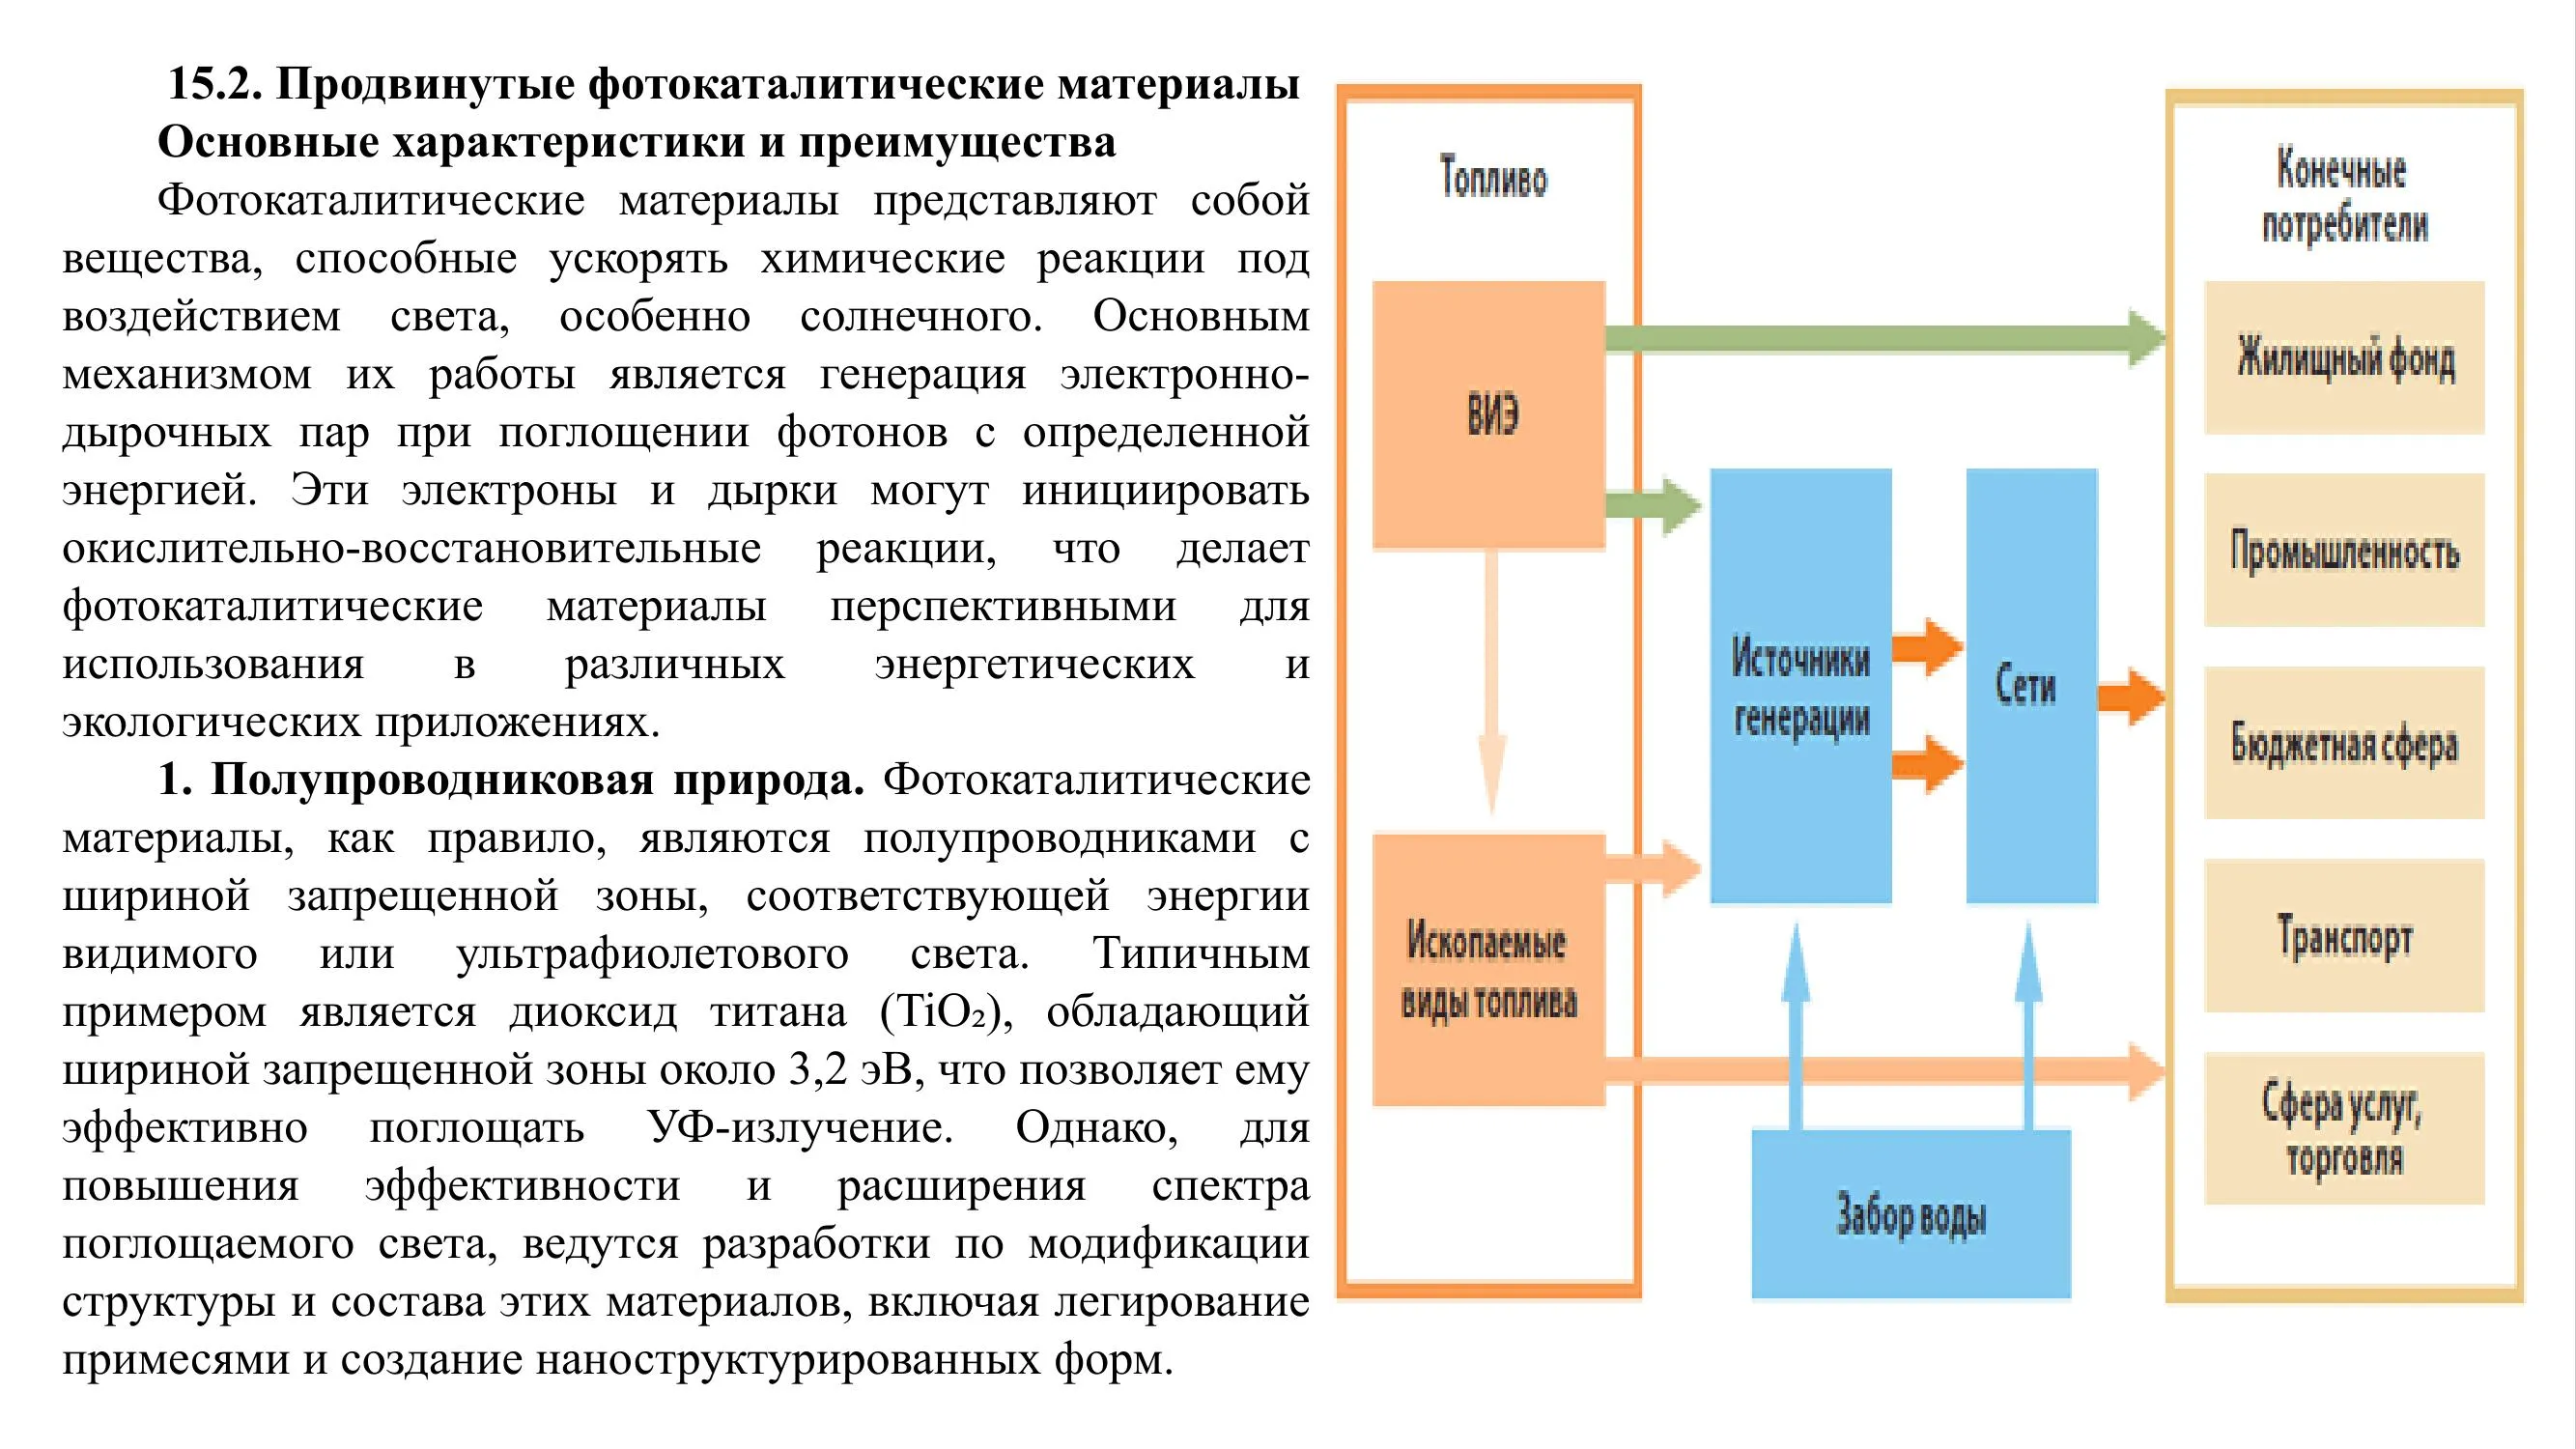 15.2. Продвинутые фотокаталитические материалы
Основные характеристики и преимущества
Фотокаталитические материалы представляют собой
вещества, способные ускорять химические реакции под
воздействием света, особенно солнечного. Основным
механизмом их работы является генерация электронно-
дырочных пар при поглощении фотонов с определенной
энергией. Эти электроны и дырки могут инициировать
окислительно-восстановительные реакции, что делает
фотокаталитические материалы перспективными для
использования в различных энергетических и
экологических приложениях.
1. Полупроводниковая природа. Фотокаталитические
материалы, как правило, являются полупроводниками с
шириной запрещенной зоны, соответствующей энергии
видимого или ультрафиолетового света. Типичным
примером является диоксид титана (TiO₂), обладающий
шириной запрещенной зоны около 3,2 эВ, что позволяет ему
эффективно поглощать УФ-излучение. Однако, для
повышения эффективности и расширения спектра
поглощаемого света, ведутся разработки по модификации
структуры и состава этих материалов, включая легирование
примесями и создание наноструктурированных форм.
Топливо
ВИЭ
Ископаемые
виды топлива
Источники
генерации
Сети
Забор воды
Конечные
потребители
Жилищный фонд
Промышленность
Бюджетная сфера
Транспорт
Сфера услуг,
торговля